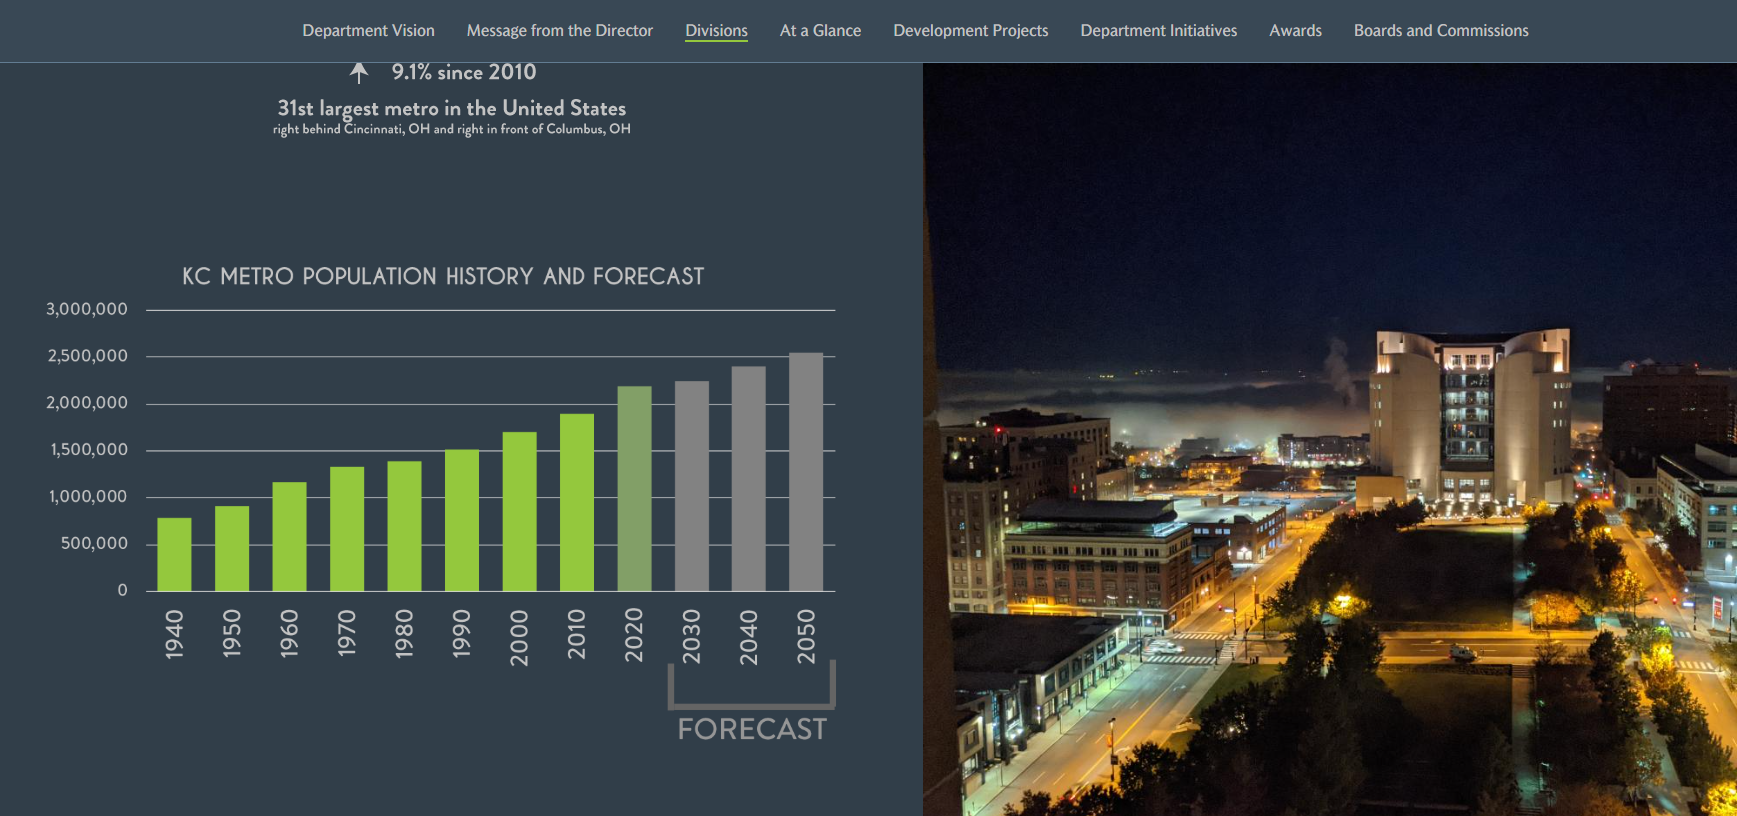 Department Vision Message from the Director Divisions At a Glance Development Projects Department Initiatives Awards Boards and Commissions
9.1% since 2010
31st largest metro in the United States
right behind Cincinnati, OH and right in front of Columbus, OH
KC METRO POPULATION HISTORY AND FORECAST
3,000,000
2,500,000
2,000,000
1,500,000
1,000,000
500,000
0
1940 1950 1960 1970 1980 1990 2000 2010 2020 2030 2040 2050
FORECAST